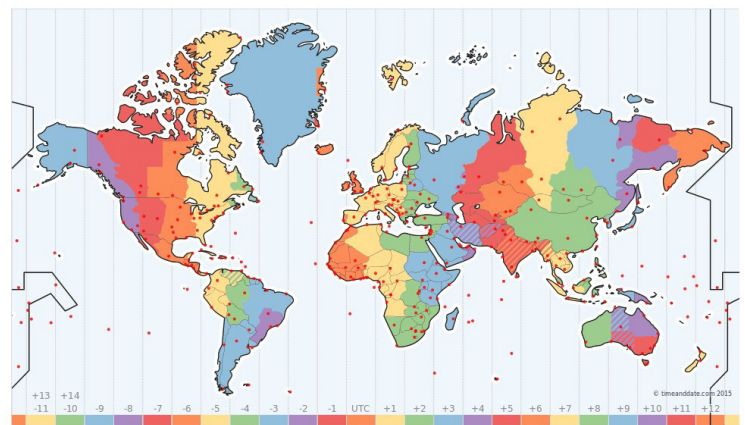 © timeanddate.com 2015
+13 +14
-11 -10 -9 -8 -7 -6 -5 -4 -3 -2 -1 UTC +1 +2 +3 +4 +5 +6 +7 +8 +9 +10 +11 +12